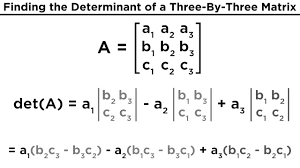 Finding the Determinant of a Three-By-Three Matrix
A = [a₁ a₂ a₃
b₁ b₂ b₃
c₁ c₂ c₃]
det(A) = a₁ |b₂ b₃ / c₂ c₃| - a₂ |b₁ b₃ / c₁ c₃| + a₃ |b₁ b₂ / c₁ c₂|
= a₁(b₂c₃ - b₃c₂) - a₂(b₁c₃ - b₃c₁) + a₃(b₁c₂ - b₂c₁)